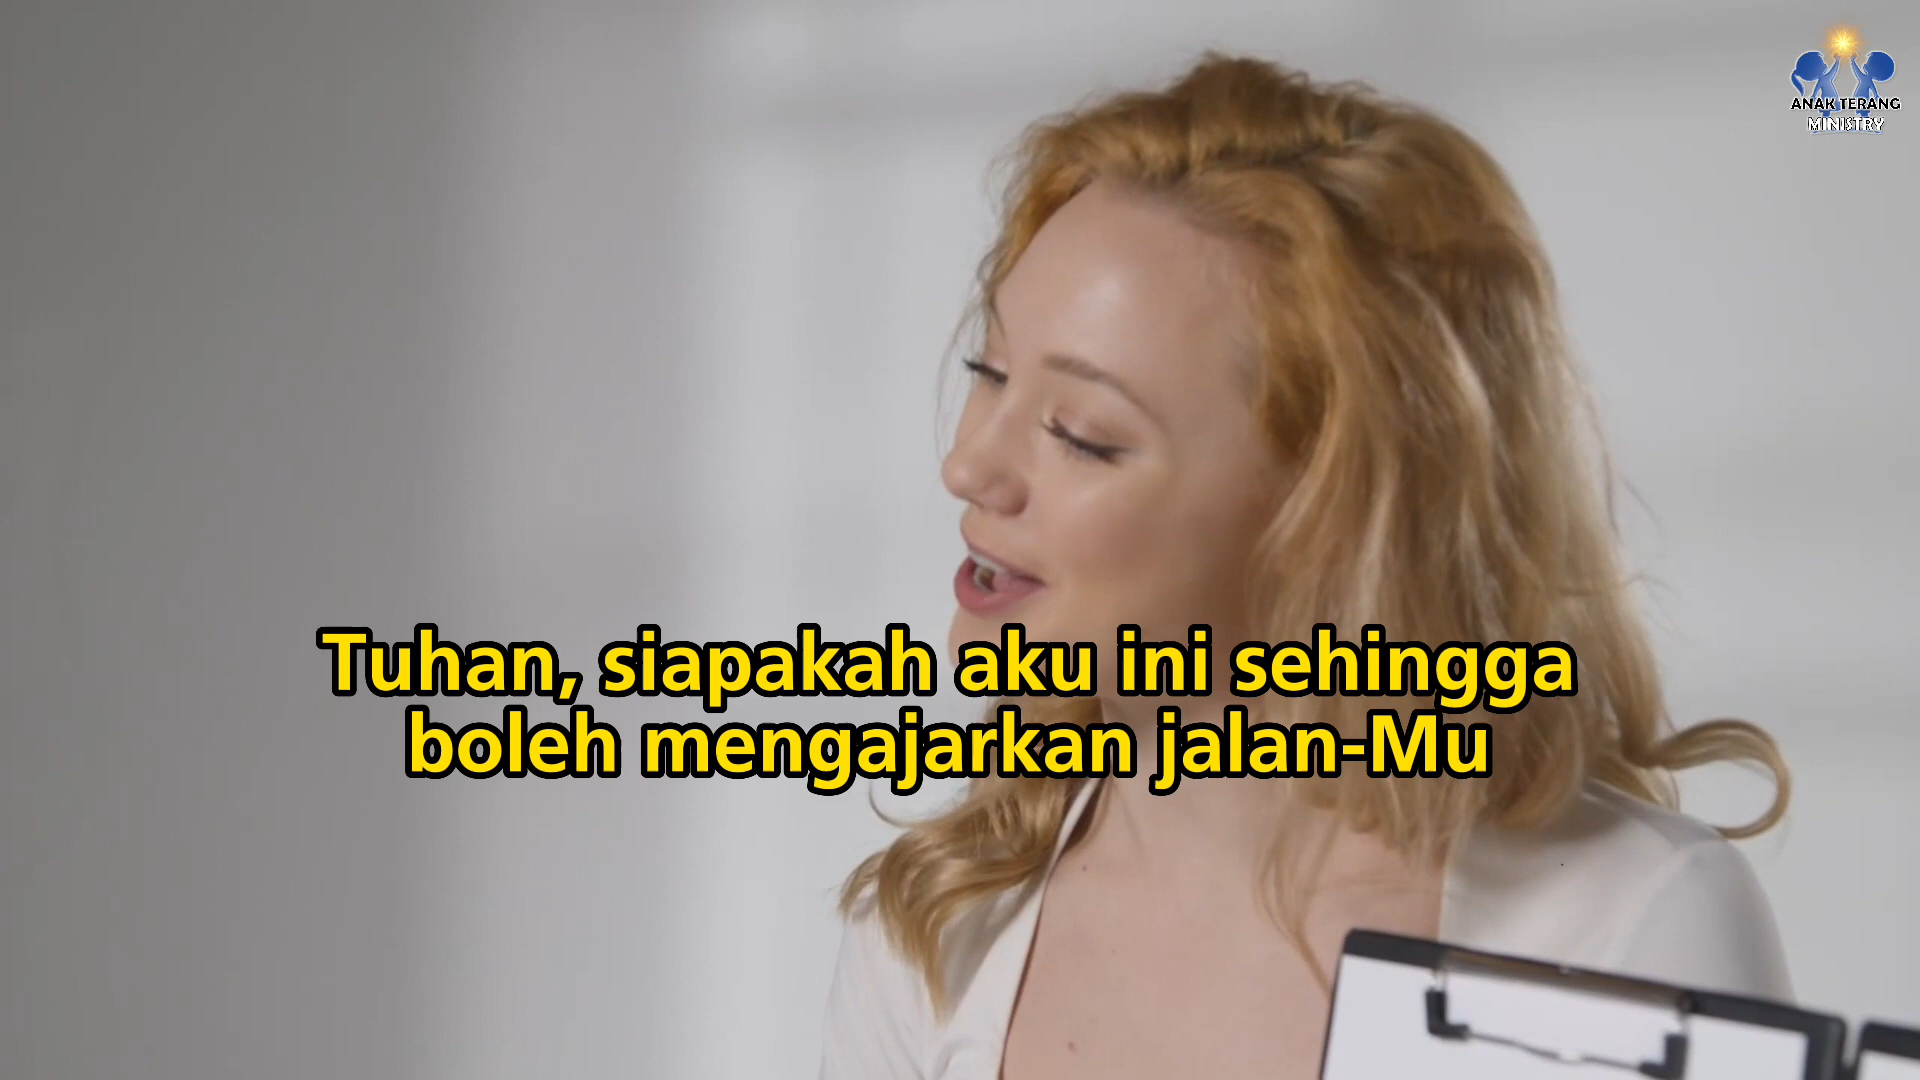 ANAK TERANG
MINISTRY
Tuhan, siapakah aku ini sehingga
boleh mengajarkan jalan-Mu